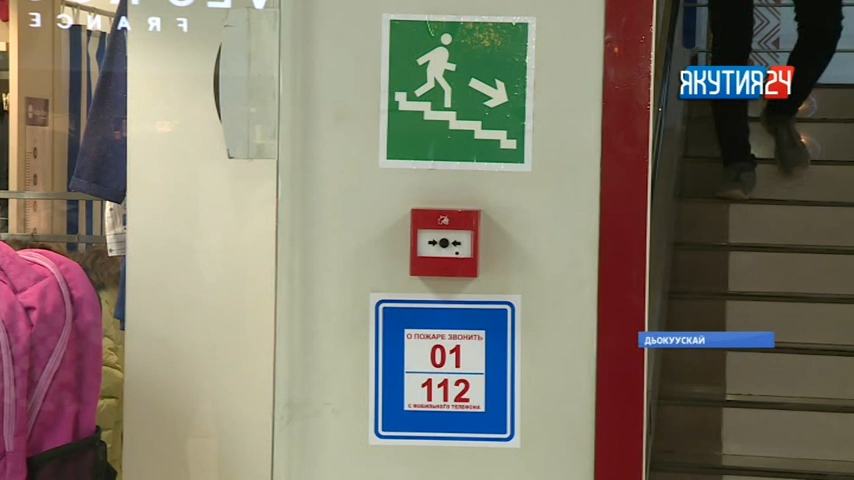 FRANCE
ЯКУТИЯ24
О ПОЖАРЕ ЗВОНИТЬ
01
112
С МОБИЛЬНОГО ТЕЛЕФОНА
ДЬОКУУСКАЙ